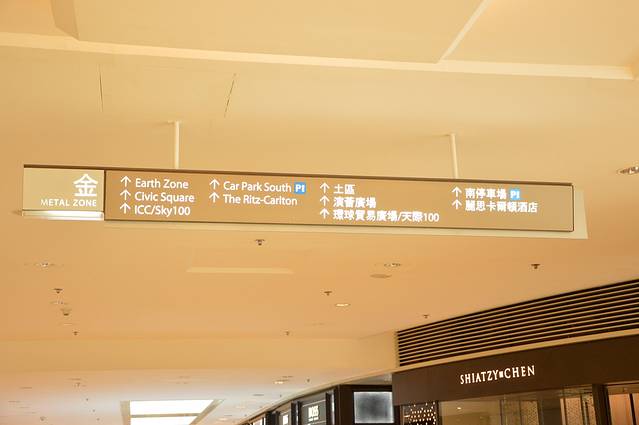 金
METAL ZONE
↑ Earth Zone
↑ Civic Square
↑ ICC/Sky100
↑ Car Park South P1
↑ The Ritz-Carlton
↑ 土區
↑ 演薈廣場
↑ 環球貿易廣場/天際100
↑ 南停車場 P1
↑ 麗思卡爾頓酒店
SHIATZY CHEN
BOSS